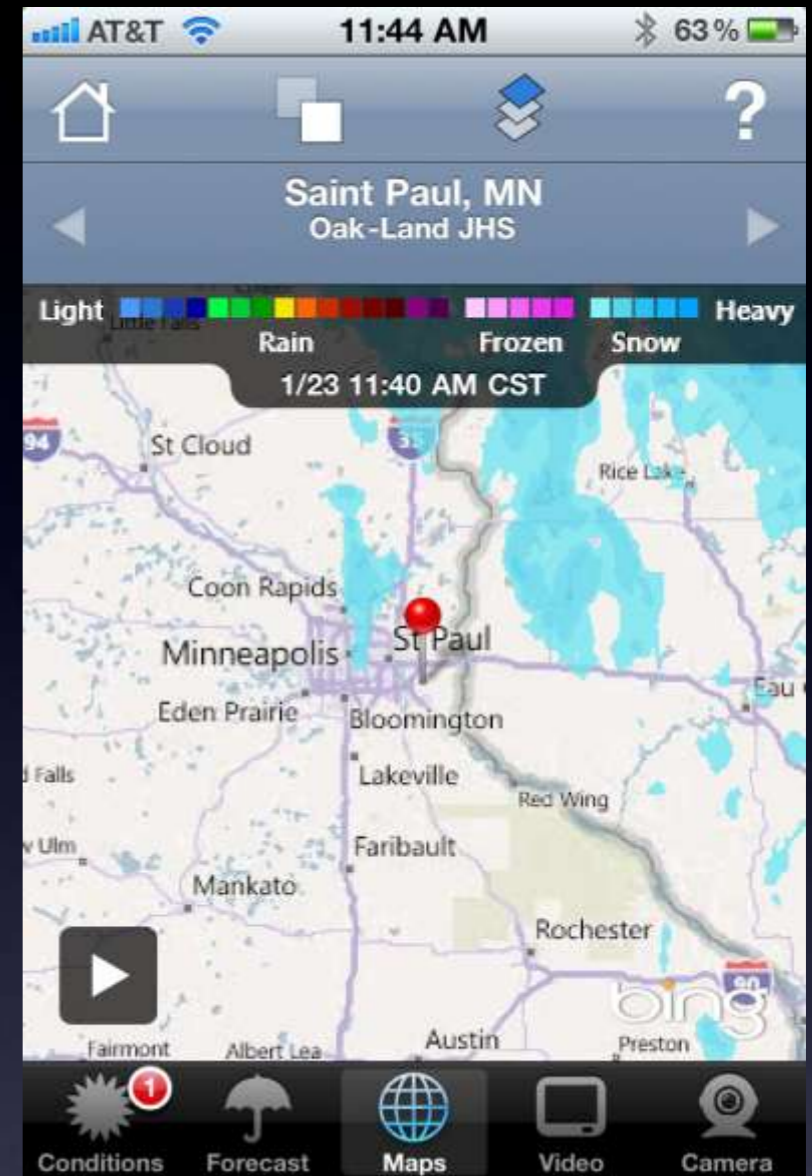 AT&T 11:44 AM 63%
?
Saint Paul, MN
Oak-Land JHS
Light Heavy
Little Falls
Rain Frozen Snow
1/23 11:40 AM CST
94
35
St Cloud
Rice Lake
Coon Rapids
St Paul
Minneapolis
Eau
Eden Prairie
Bloomington
Falls
Lakeville
Red Wing
Ulm
Faribault
Mankato
Rochester
90
bing
Fairmont
Albert Lea
Austin
Preston
1
Conditions Forecast Maps Video Camera